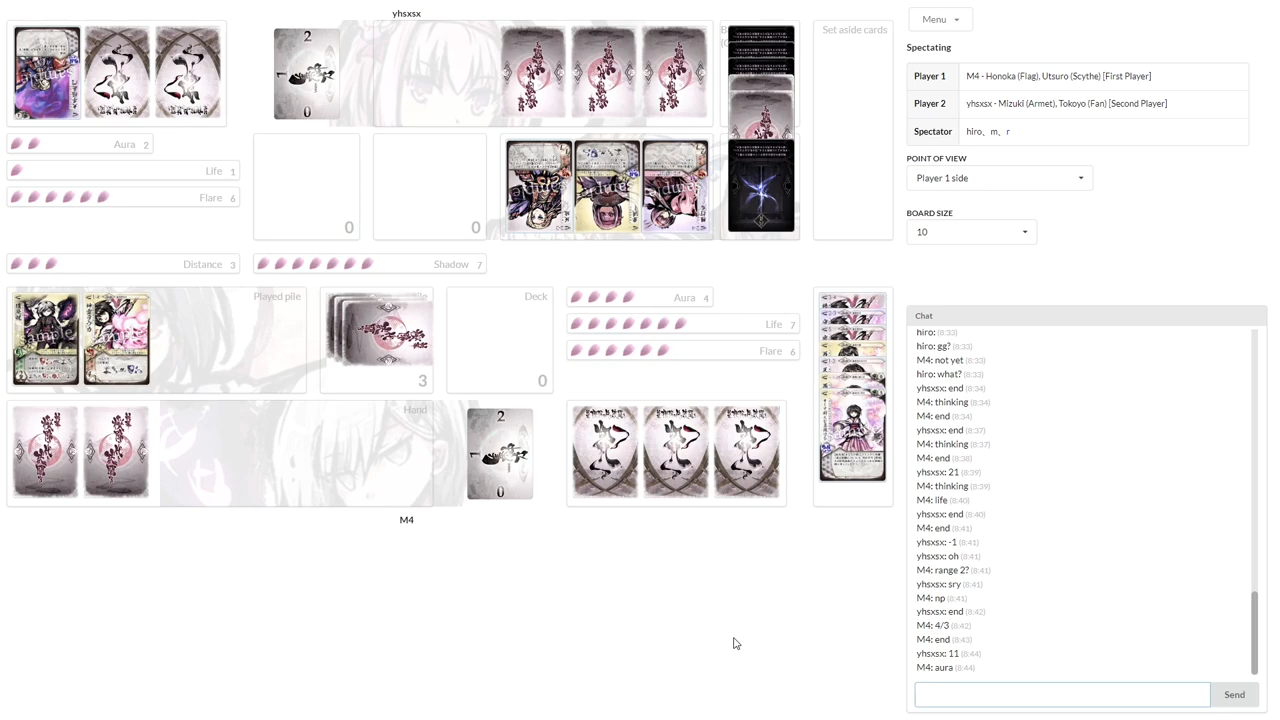 yhsxsx
Menu
Spectating
Player 1 M4 - Honoka (Flag), Utsuro (Scythe) [First Player]
Player 2 yhsxsx - Mizuki (Armet), Tokoyo (Fan) [Second Player]
Spectator hiro、m、r
POINT OF VIEW
Player 1 side
BOARD SIZE
10
2
0
Set aside cards
Aura 2
Life 1
Flare 6
0
0
Distance 3
Shadow 7
Played pile
3
Deck
0
Aura 4
Life 7
Flare 6
sample
sample
Hand
2
0
M4
Chat
hiro: (8:33)
hiro: gg? (8:33)
M4: not yet (8:33)
hiro: what? (8:33)
yhsxsx: end (8:34)
M4: thinking (8:34)
M4: end (8:34)
yhsxsx: end (8:37)
M4: thinking (8:37)
M4: end (8:38)
yhsxsx: 21 (8:39)
M4: thinking (8:39)
M4: life (8:40)
yhsxsx: end (8:40)
M4: end (8:41)
yhsxsx: -1 (8:41)
yhsxsx: oh (8:41)
M4: range 2? (8:41)
yhsxsx: sry (8:41)
M4: np (8:41)
yhsxsx: end (8:42)
M4: 4/3 (8:42)
M4: end (8:43)
yhsxsx: 11 (8:44)
M4: aura (8:44)
Send